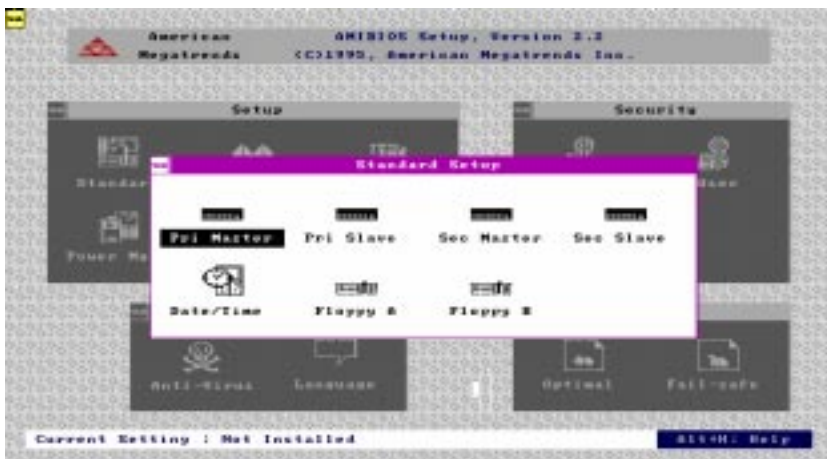 American
Megatrends
AMIBIOS Setup, Version 2.2
(C)1995, American Megatrends Inc.
Setup
Security
Standard Setup
Pri Master
Pri Slave
Sec Master
Sec Slave
Date/Time
Floppy A
Floppy B
Anti-Virus
Language
Optimal
Fail-safe
Current Setting : Not Installed
Alt+H: Help